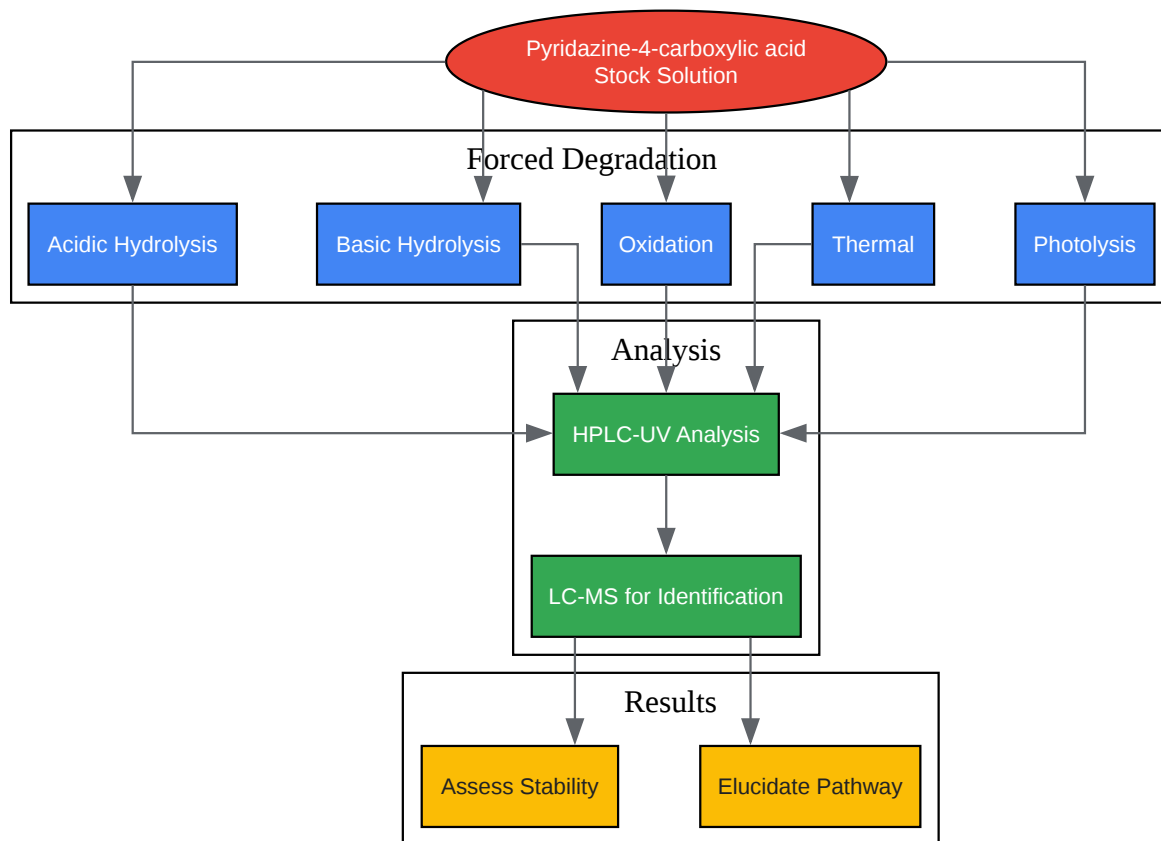 Pyridazine-4-carboxylic acid
Stock Solution
Forced Degradation
Acidic Hydrolysis
Basic Hydrolysis
Oxidation
Thermal
Photolysis
Analysis
HPLC-UV Analysis
LC-MS for Identification
Results
Assess Stability
Elucidate Pathway